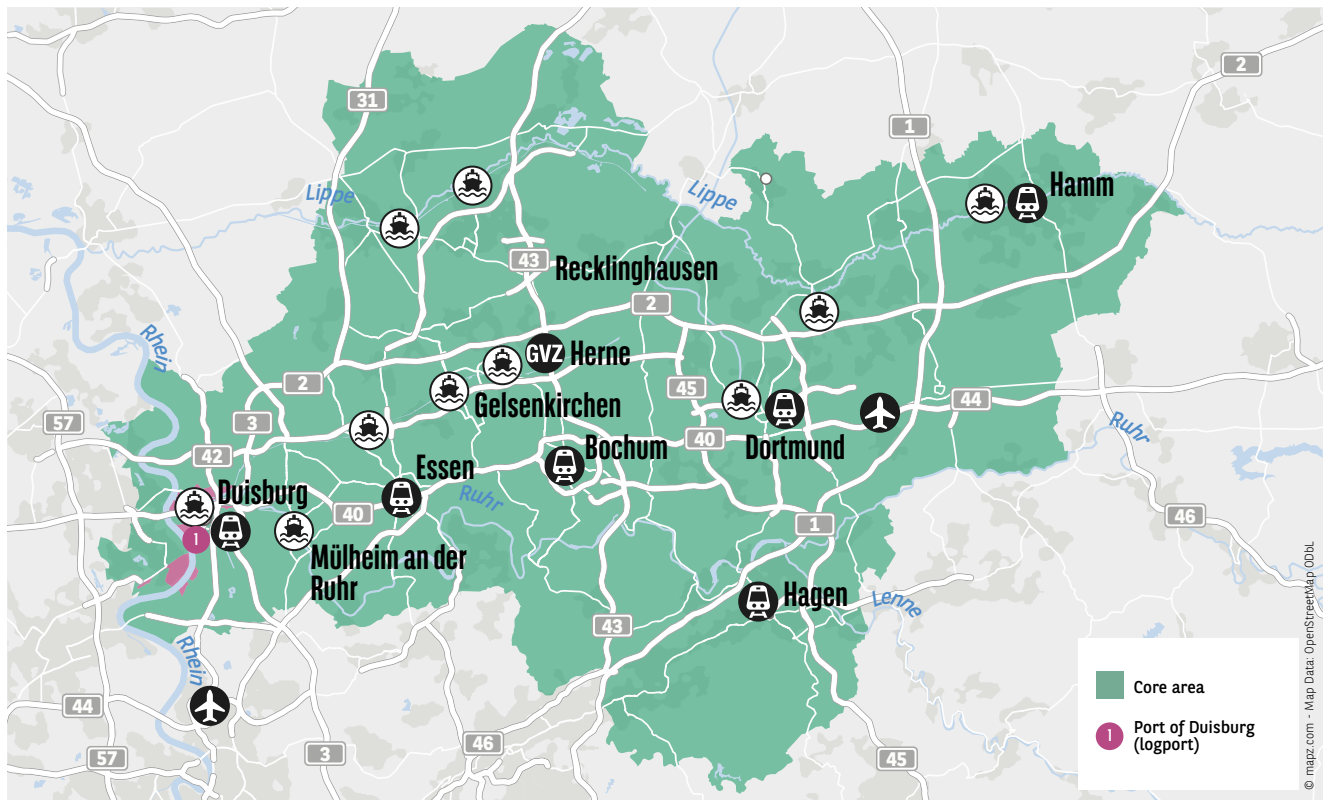 2
31
1
Hamm
Lippe
Lippe
43
Recklinghausen
2
Rhein
GVZ
Herne
2
45
44
Gelsenkirchen
57
3
Ruhr
40
Dortmund
42
Bochum
Essen
Duisburg
Ruhr
40
46
1
1
Mülheim an der
Ruhr
Hagen
Lenne
43
Rhein
Core area
44
1
Port of Duisburg
(logport)
46
3
57
45
© mapz.com - Map Data: OpenStreetMap ODbL